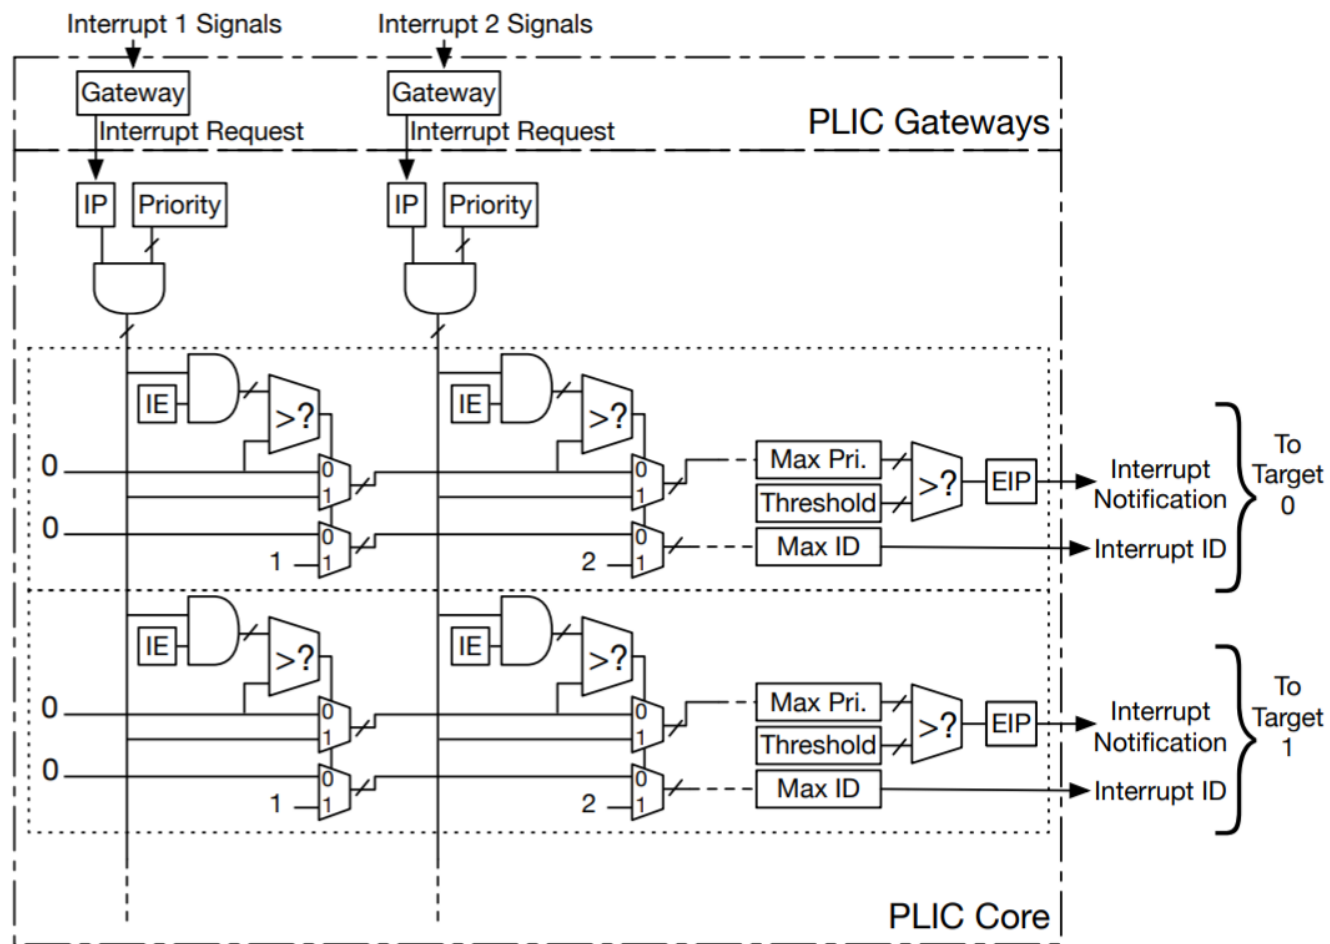 Interrupt 1 Signals
Interrupt 2 Signals
Gateway
Gateway
Interrupt Request
Interrupt Request
PLIC Gateways
IP
Priority
IP
Priority
IE
>?
IE
>?
0
0
1
0
1
Max Pri.
Threshold
>?
EIP
Interrupt
Notification
0
0
1
1
0
1
2
Max ID
Interrupt ID
To
Target
0
IE
>?
IE
>?
0
0
1
0
1
Max Pri.
Threshold
>?
EIP
Interrupt
Notification
0
0
1
1
0
1
2
Max ID
Interrupt ID
To
Target
1
PLIC Core